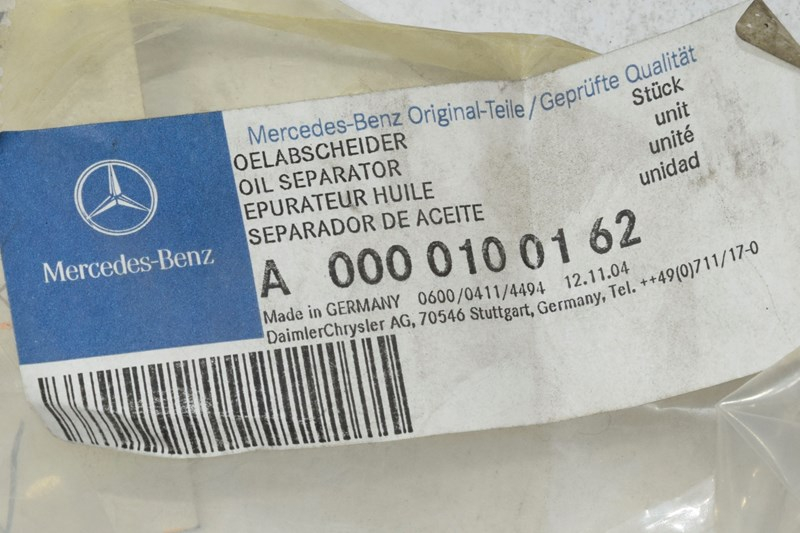 Mercedes-Benz Original-Teile/Geprüfte Qualität
OELABSCHEIDER
OIL SEPARATOR
EPURATEUR HUILE
SEPARADOR DE ACEITE
Stück
unit
unité
unidad
A 000 010 01 62
Made in GERMANY 0600/0411/4494 12.11.04
DaimlerChrysler AG, 70546 Stuttgart, Germany, Tel. ++49(0)711/17-0
Mercedes-Benz